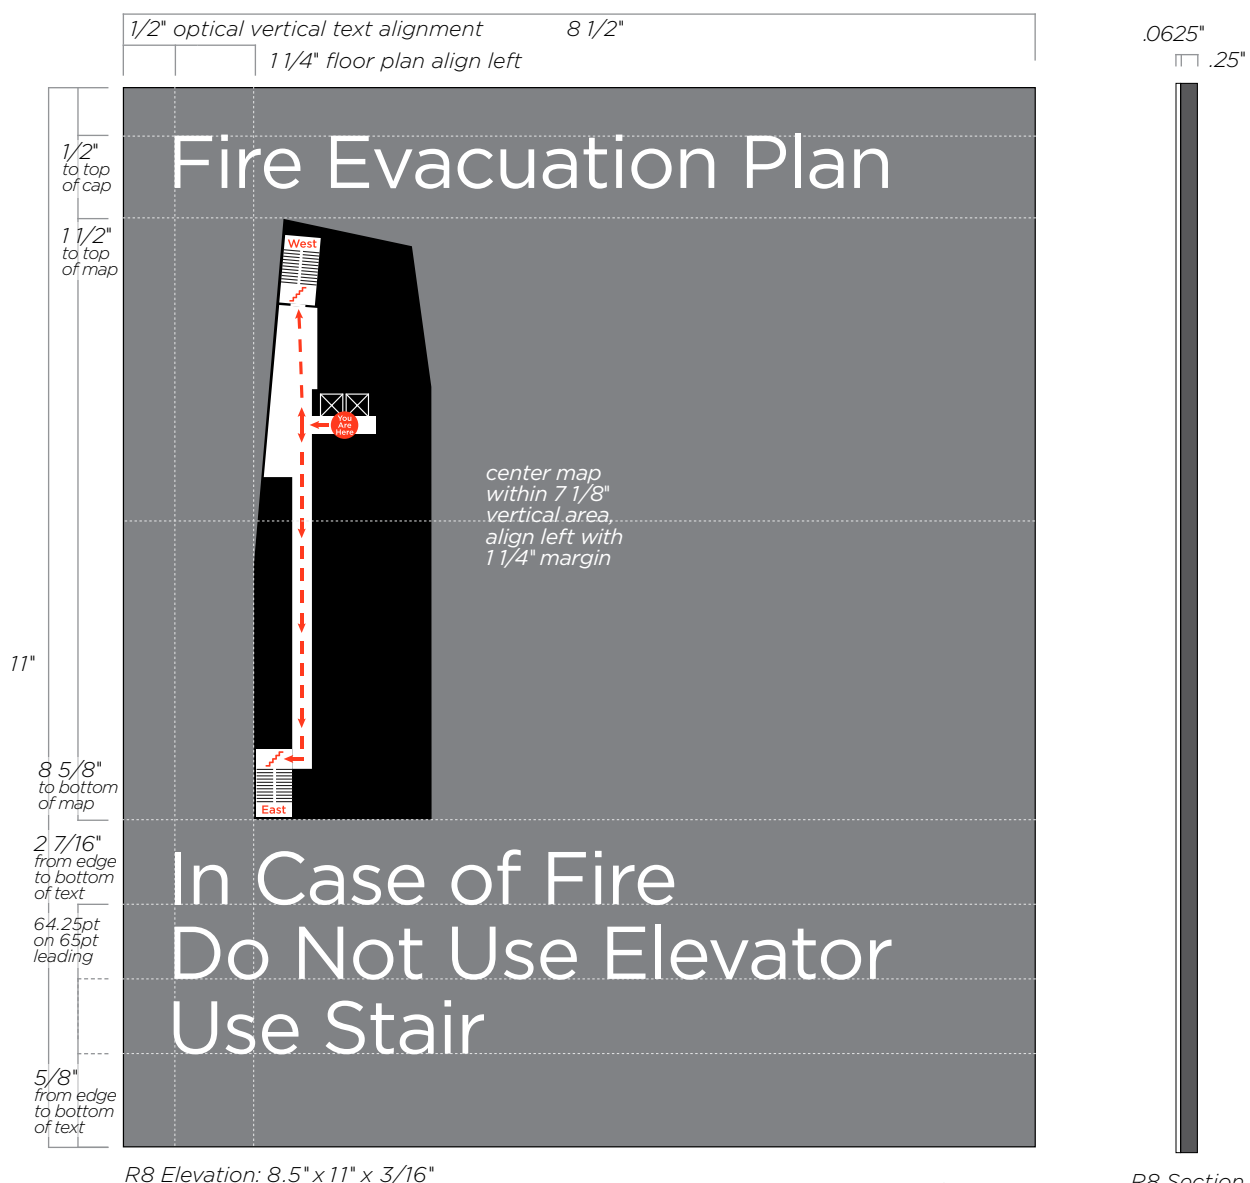 1/2" optical vertical text alignment
8 1/2"
1 1/4" floor plan align left
.0625"
.25"
1/2"
to top
of cap
Fire Evacuation Plan
1 1/2"
to top
of map
West
You
Are
Here
center map
within 7 1/8"
vertical area,
align left with
1 1/4" margin
11"
8 5/8"
to bottom
of map
East
2 7/16"
from edge
to bottom
of text
In Case of Fire
64.25pt
on 65pt
leading
Do Not Use Elevator
Use Stair
5/8"
from edge
to bottom
of text
R8 Elevation: 8.5" x 11" x 3/16"
R8 Section